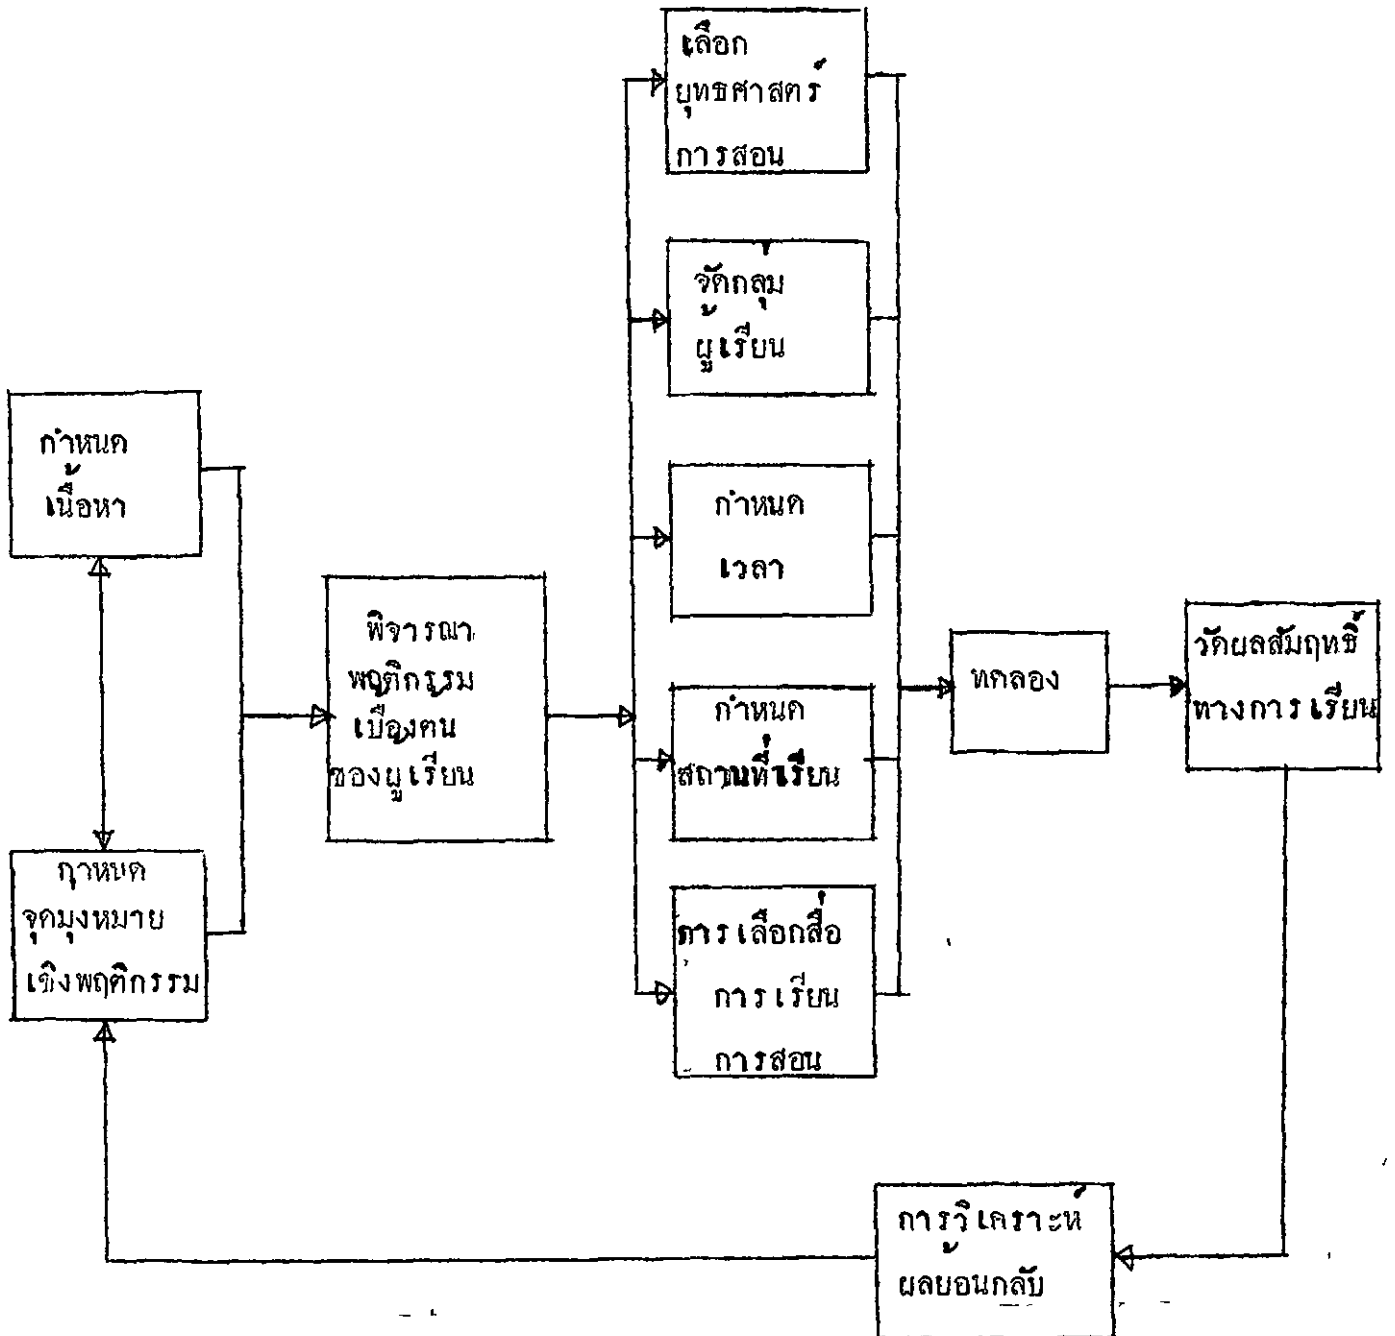 เลือก
ยุทธศาสตร์
การสอน
จัดกลุ่ม
ผู้เรียน
กำหนด
เนื้อหา
กำหนด
เวลา
พิจารณา
พฤติกรรม
เบื้องต้น
ของผู้เรียน
กำหนด
สถานที่เรียน
ทดลอง
วัดผลสัมฤทธิ์
ทางการเรียน
กำหนด
จุดมุ่งหมาย
เชิงพฤติกรรม
การเลือกสื่อ
การเรียน
การสอน
การวิเคราะห์
ผลย้อนกลับ